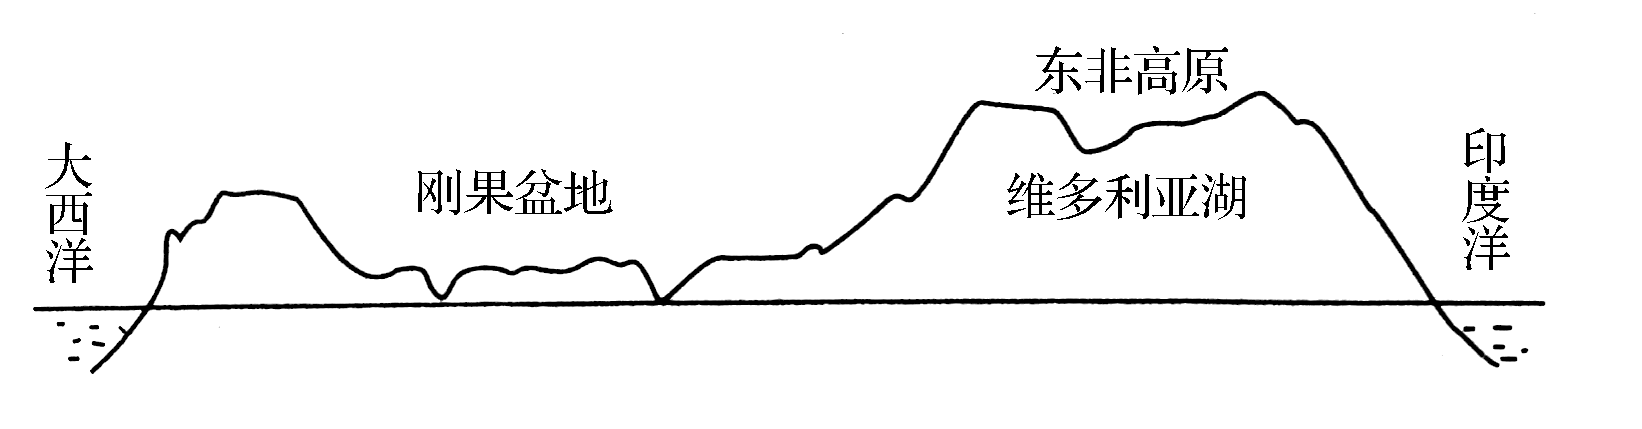 东非高原
大西洋
刚果盆地
维多利亚湖
印度洋